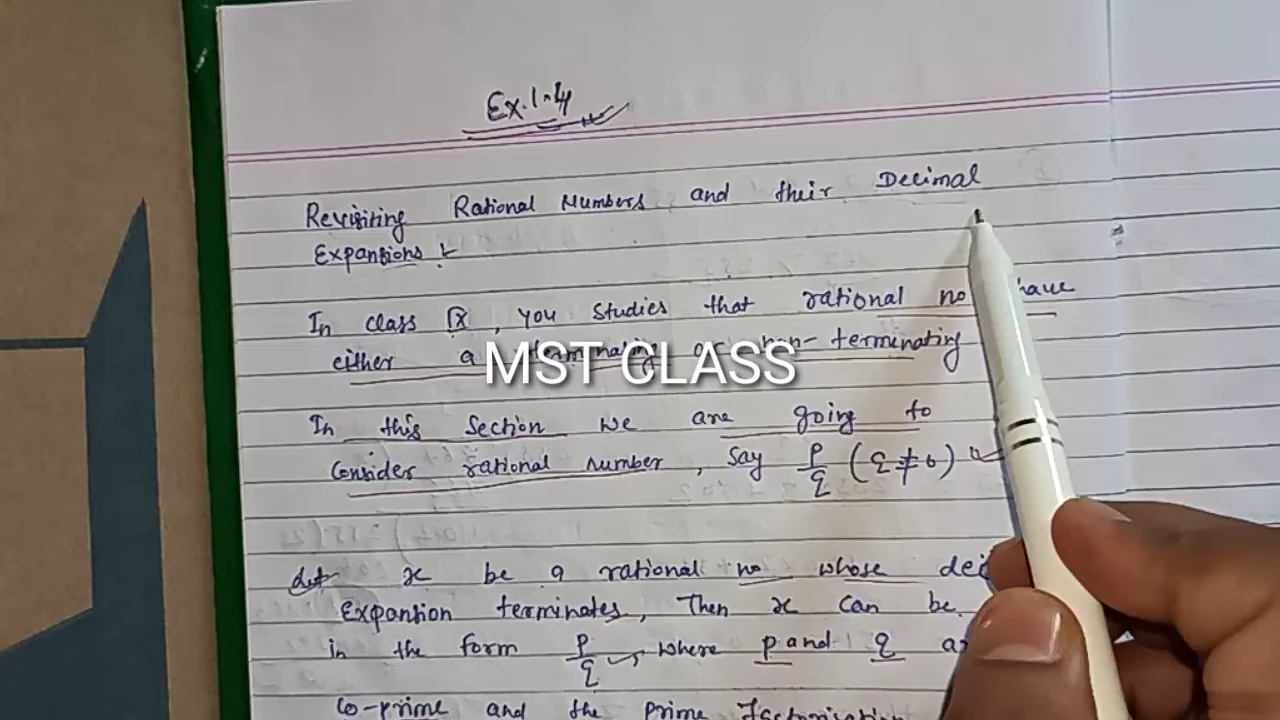 Ex. 1.4
Revisiting Rational Numbers and their Decimal
Expansions :-
In class IX, you studies that rational no have
either a terminating or non-terminating
MST CLASS
In this Section we are going to
Consider rational number, Say p/q (q ≠ 0)
Let x be a rational no whose deci
Expansion terminates, Then x can be
in the form p/q, where p and q
Co-prime and the prime factorisation